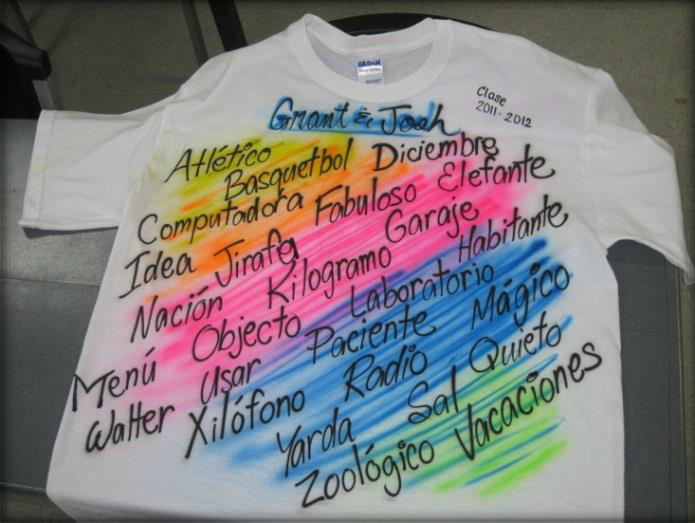 GILDAN
Grant & Josh
Clase
2011-2012
Atlético
Basquetbol Diciembre
Computadora Fabuloso Elefante
Idea Jirafa Garaje
Nación Kilogramo Habitante
Menú Objecto Laboratorio
Walter Usar Paciente Mágico
Xilófono Radio Quieto
Yarda Sal
Zoológico Vacaciones